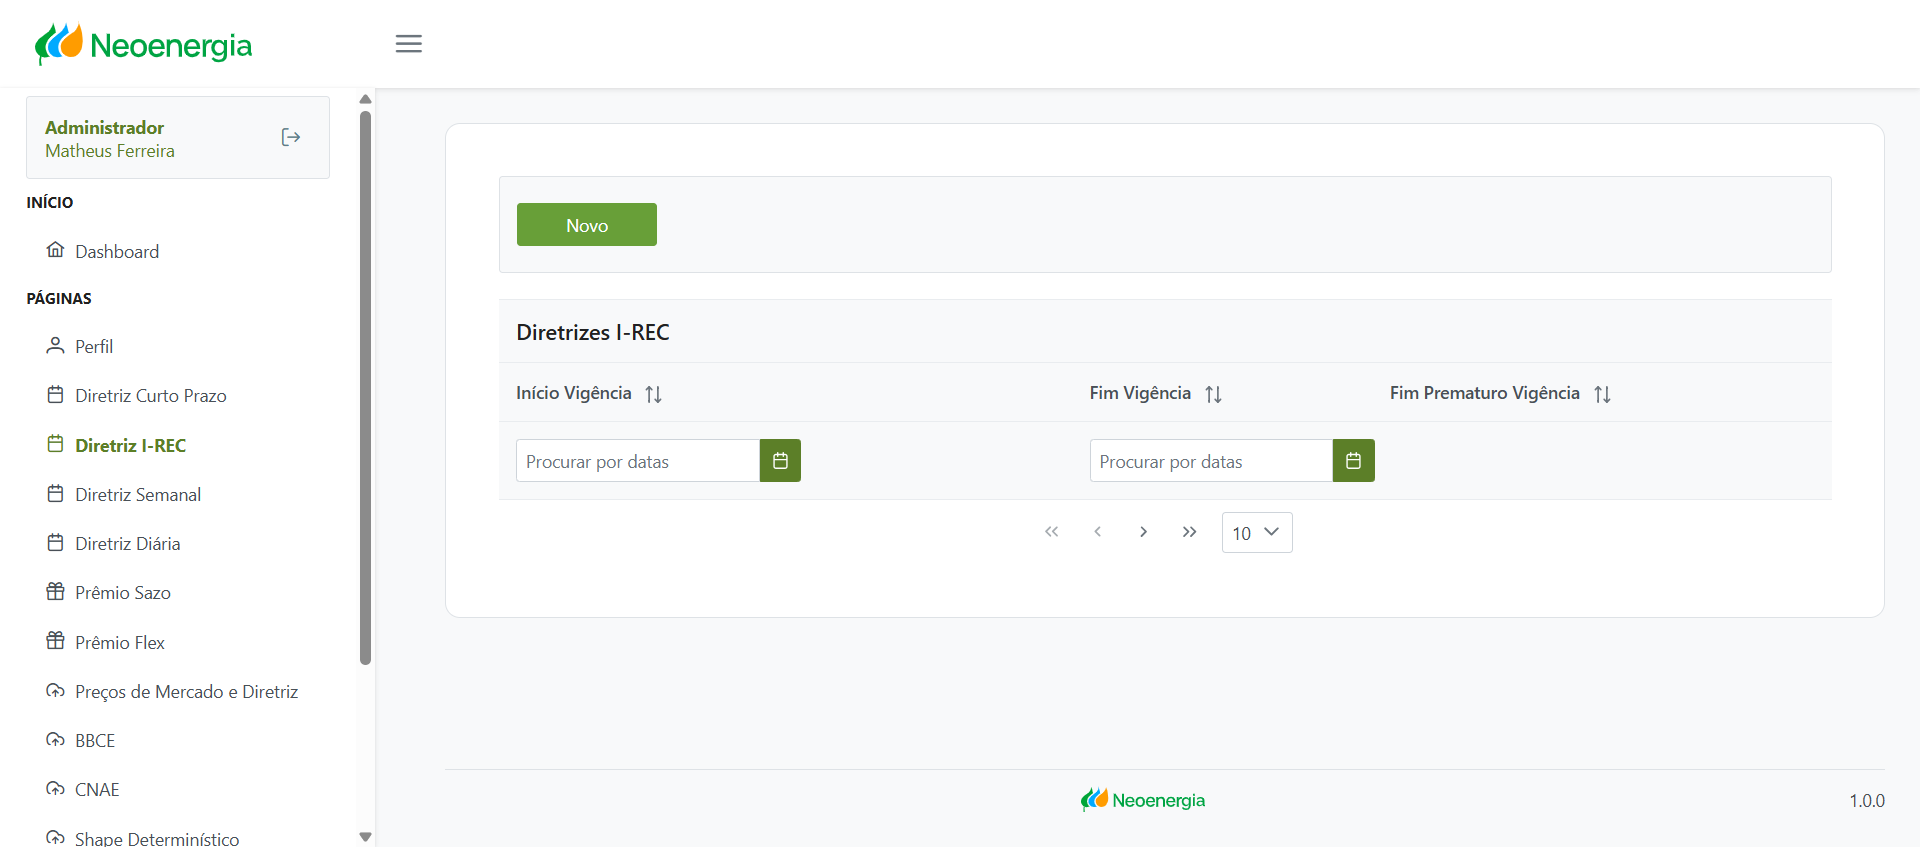 Neoenergia
Administrador
Matheus Ferreira
INÍCIO
Dashboard
PÁGINAS
Perfil
Diretriz Curto Prazo
Diretriz I-REC
Diretriz Semanal
Diretriz Diária
Prêmio Sazo
Prêmio Flex
Preços de Mercado e Diretriz
BBCE
CNAE
Shape Determinístico
Novo
Diretrizes I-REC
Início Vigência Fim Vigência Fim Prematuro Vigência
Procurar por datas Procurar por datas
10
Neoenergia
1.0.0